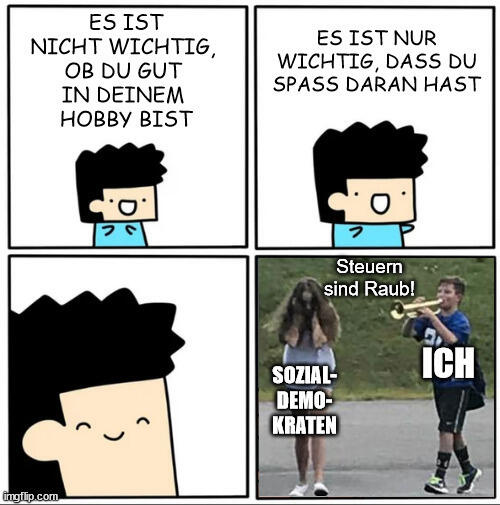 ES IST
NICHT WICHTIG,
OB DU GUT
IN DEINEM
HOBBY BIST
ES IST NUR
WICHTIG, DASS DU
SPASS DARAN HAST
Steuern
sind Raub!
ICH
SOZIAL-
DEMO-
KRATEN
imgflip.com